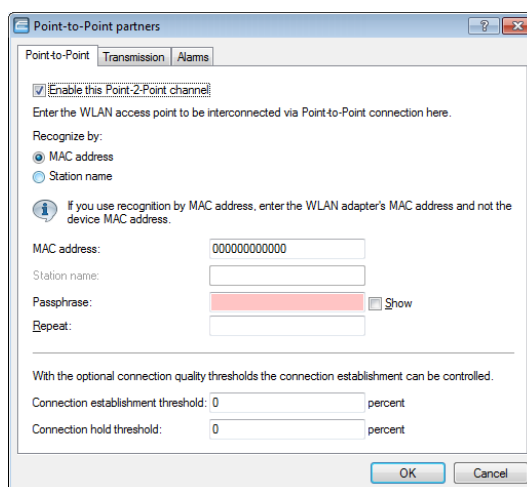 Point-to-Point partners
Point-to-Point Transmission Alarms
Enable this Point-2-Point channel
Enter the WLAN access point to be interconnected via Point-to-Point connection here.
Recognize by:
MAC address
Station name
If you use recognition by MAC address, enter the WLAN adapter's MAC address and not the
device MAC address.
MAC address: 000000000000
Station name:
Passphrase: Show
Repeat:
With the optional connection quality thresholds the connection establishment can be controlled.
Connection establishment threshold: 0 percent
Connection hold threshold: 0 percent
OK Cancel